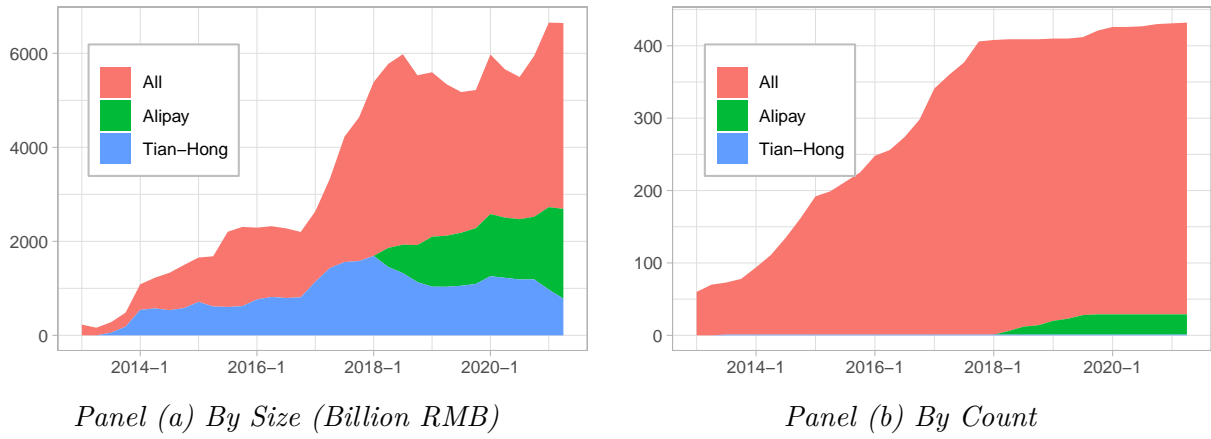 6000
4000
2000
0
All
Alipay
Tian−Hong
2014−1
2016−1
2018−1
2020−1
Panel (a) By Size (Billion RMB)
400
300
200
100
0
All
Alipay
Tian−Hong
2014−1
2016−1
2018−1
2020−1
Panel (b) By Count